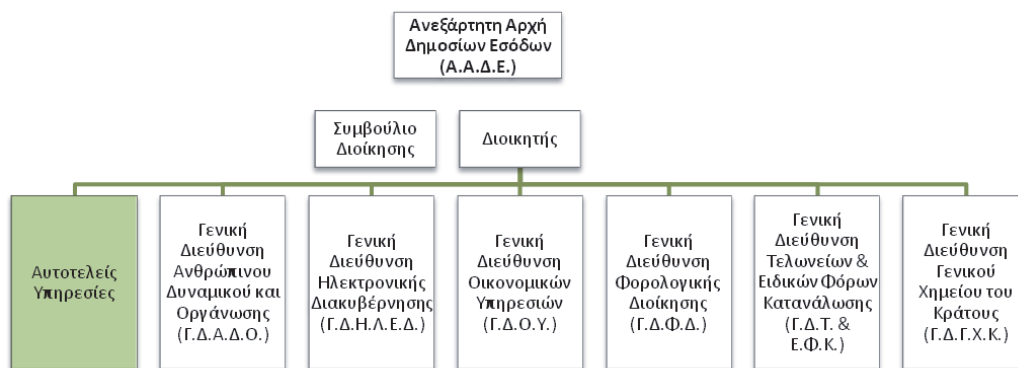 Ανεξάρτητη Αρχή
Δημοσίων Εσόδων
(Α.Α.Δ.Ε.)
Συμβούλιο
Διοίκησης
Διοικητής
Αυτοτελείς
Υπηρεσίες
Γενική
Διεύθυνση
Ανθρώπινου
Δυναμικού και
Οργάνωσης
(Γ.Δ.Α.Δ.Ο.)
Γενική
Διεύθυνση
Ηλεκτρονικής
Διακυβέρνησης
(Γ.Δ.Η.Λ.Ε.Δ.)
Γενική
Διεύθυνση
Οικονομικών
Υπηρεσιών
(Γ.Δ.Ο.Υ.)
Γενική
Διεύθυνση
Φορολογικής
Διοίκησης
(Γ.Δ.Φ.Δ.)
Γενική
Διεύθυνση
Τελωνείων &
Ειδικών Φόρων
Κατανάλωσης
(Γ.Δ.Τ. &
Ε.Φ.Κ.)
Γενική
Διεύθυνση
Γενικού
Χημείου του
Κράτους
(Γ.Δ.Γ.Χ.Κ.)